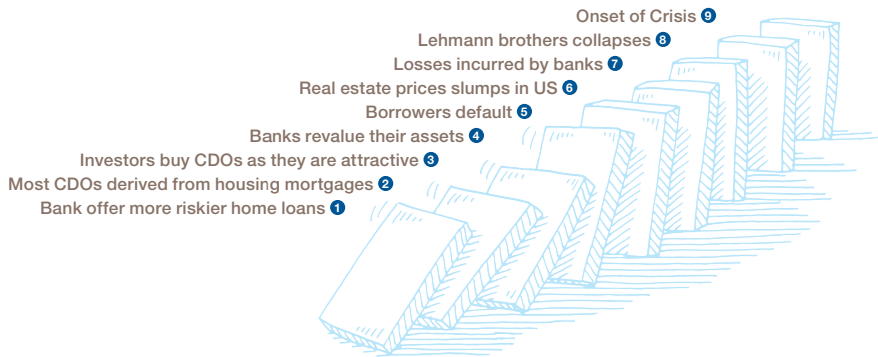 Onset of Crisis 9
Lehmann brothers collapses 8
Losses incurred by banks 7
Real estate prices slumps in US 6
Borrowers default 5
Banks revalue their assets 4
Investors buy CDOs as they are attractive 3
Most CDOs derived from housing mortgages 2
Bank offer more riskier home loans 1